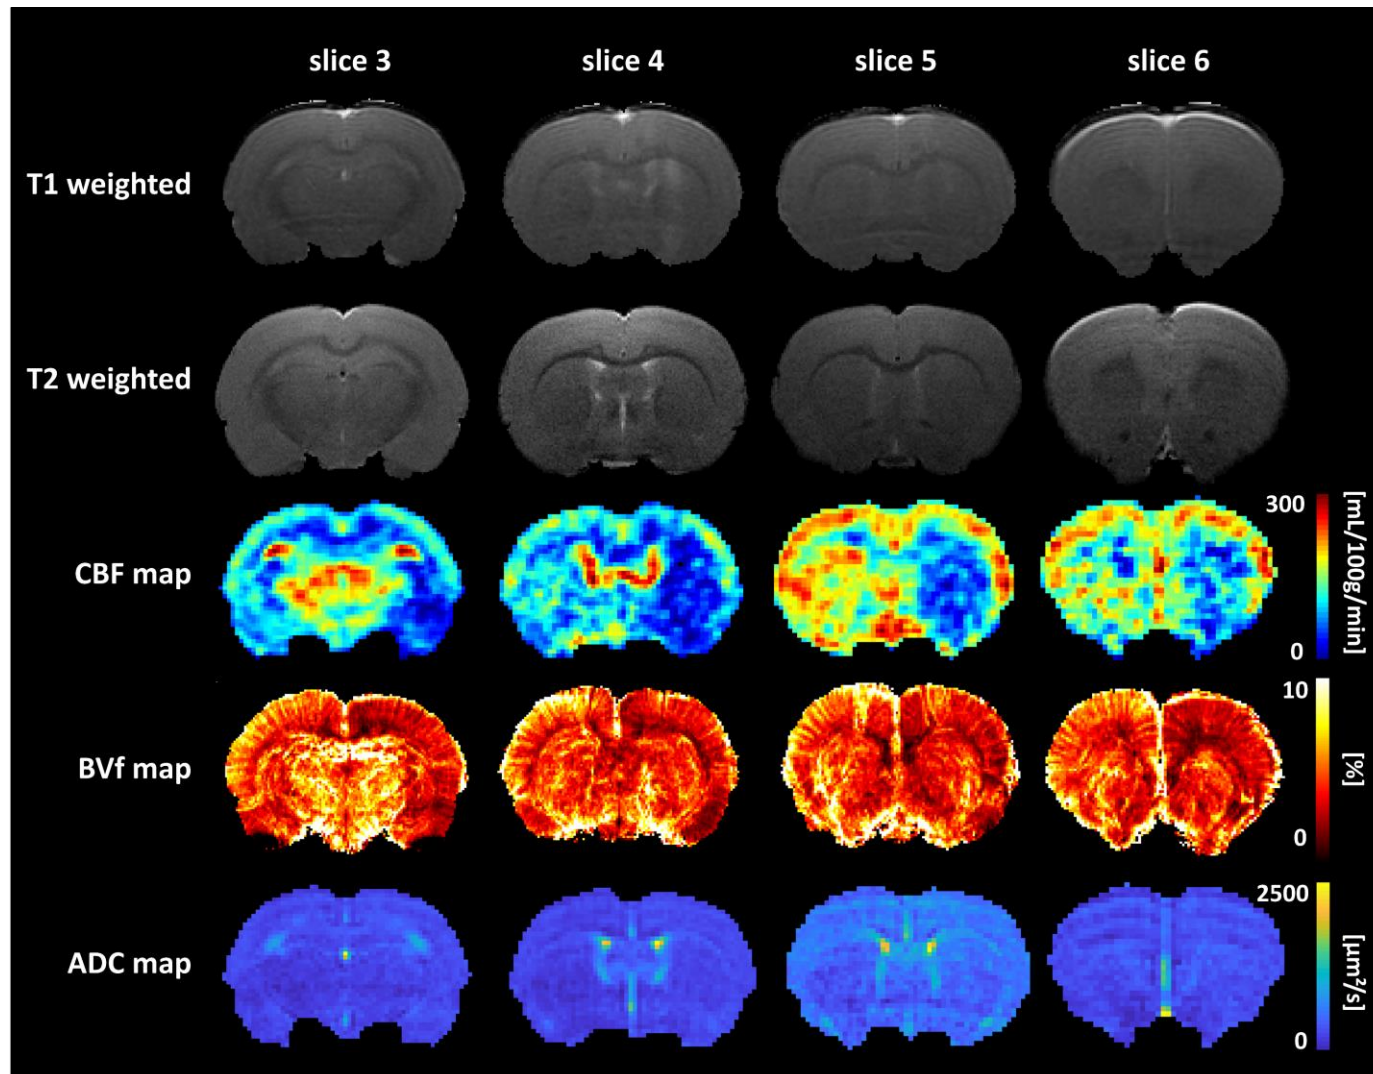 slice 3 slice 4 slice 5 slice 6
T1 weighted
T2 weighted
CBF map
300
0
[mL/100g/min]
BVf map
10
0
[%]
ADC map
2500
0
[µm²/s]